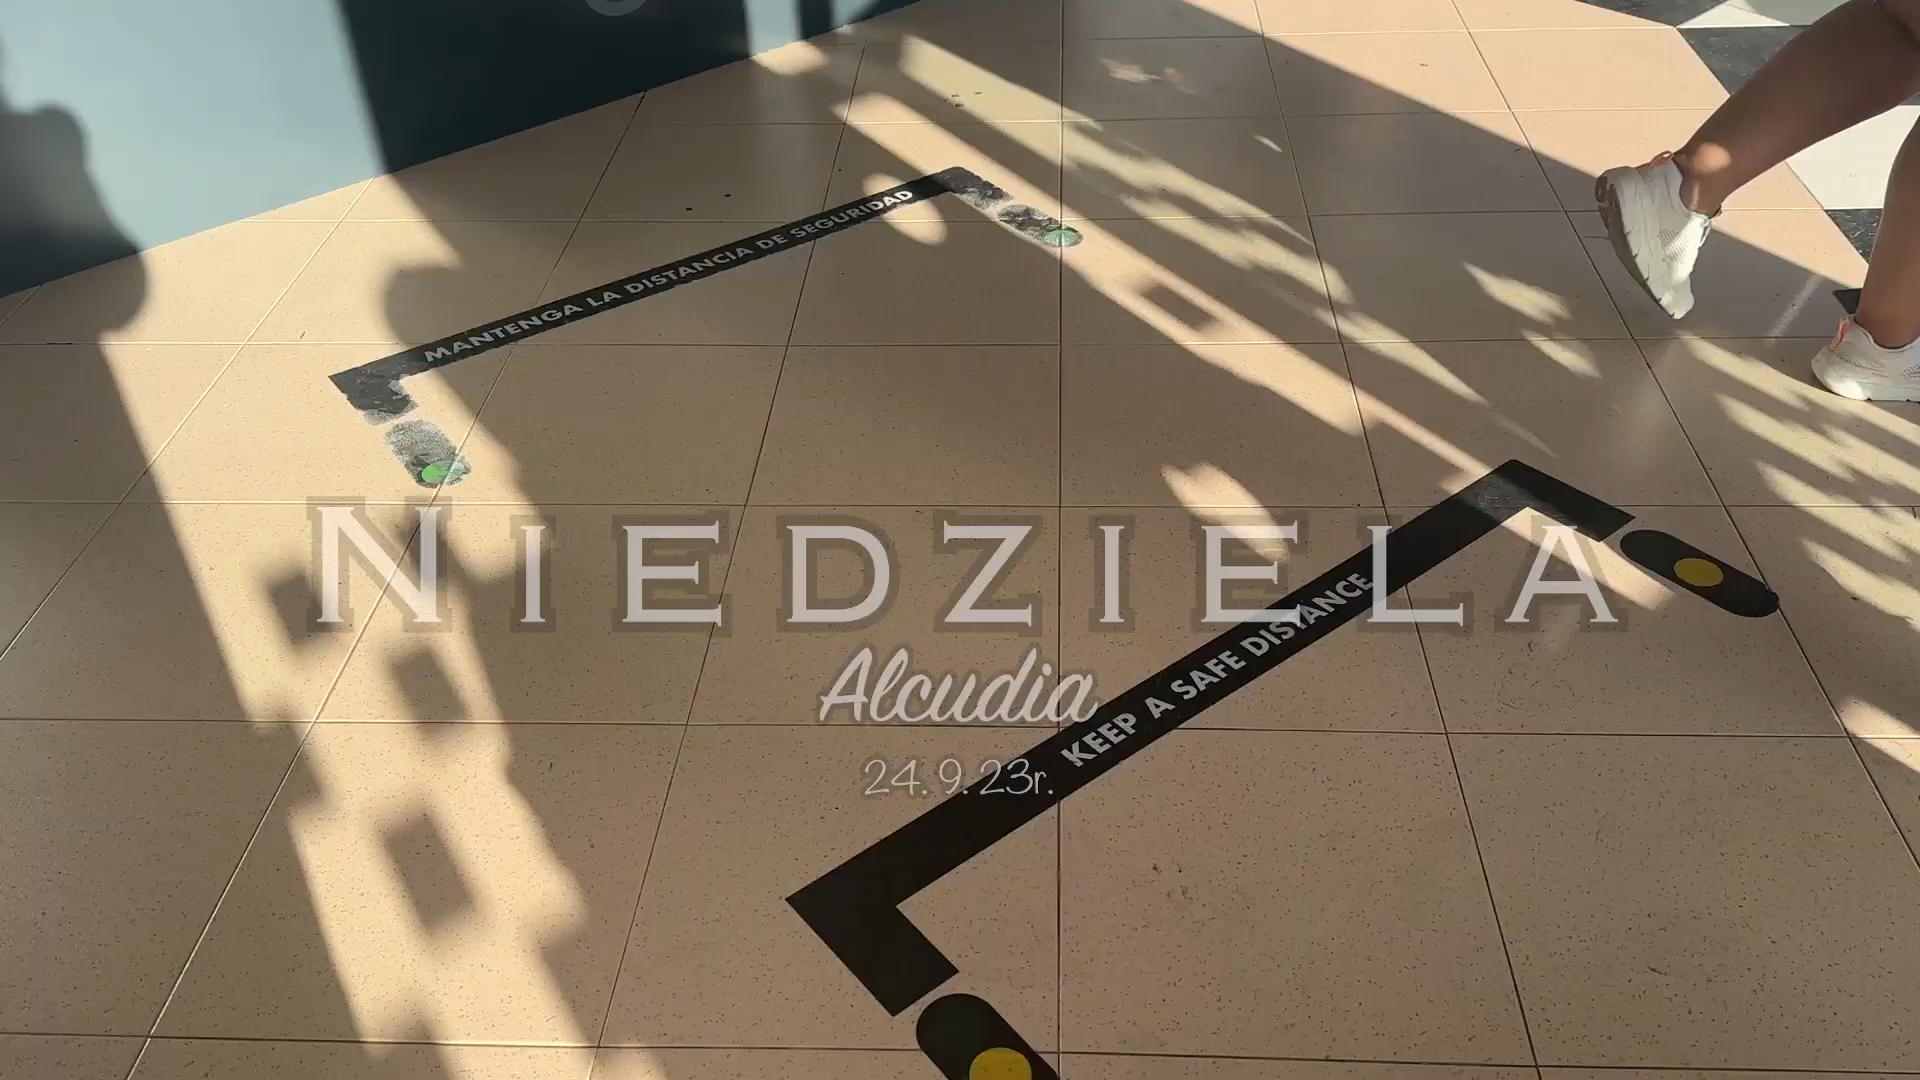 MANTENGA LA DISTANCIA DE SEGURIDAD
NIEDZIELA
KEEP A SAFE DISTANCE
Alcudia
24.9.23r.